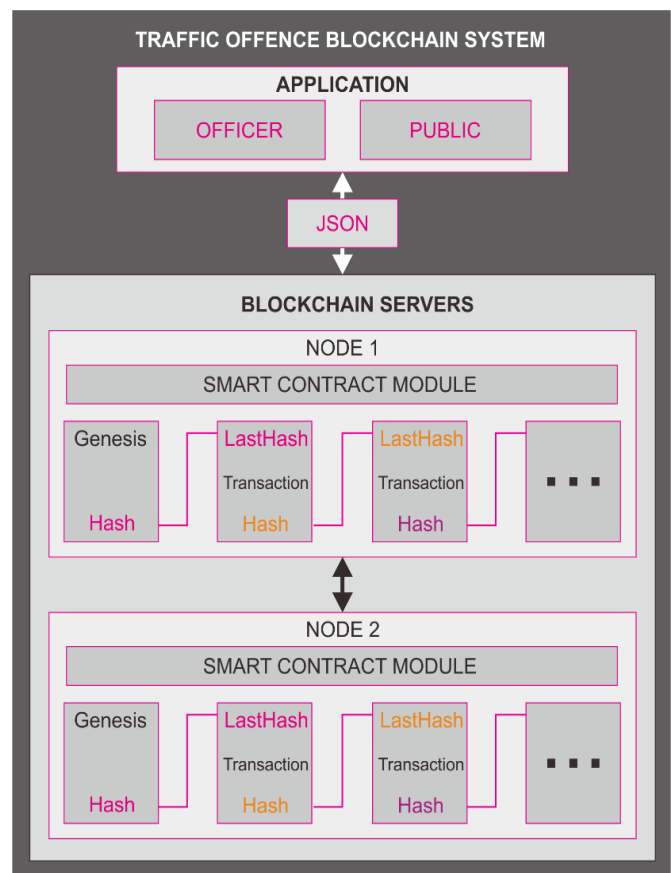 TRAFFIC OFFENCE BLOCKCHAIN SYSTEM
APPLICATION
OFFICER PUBLIC
JSON
BLOCKCHAIN SERVERS
NODE 1
SMART CONTRACT MODULE
Genesis LastHash LastHash
Transaction Transaction
Hash Hash Hash
NODE 2
SMART CONTRACT MODULE
Genesis LastHash LastHash
Transaction Transaction
Hash Hash Hash